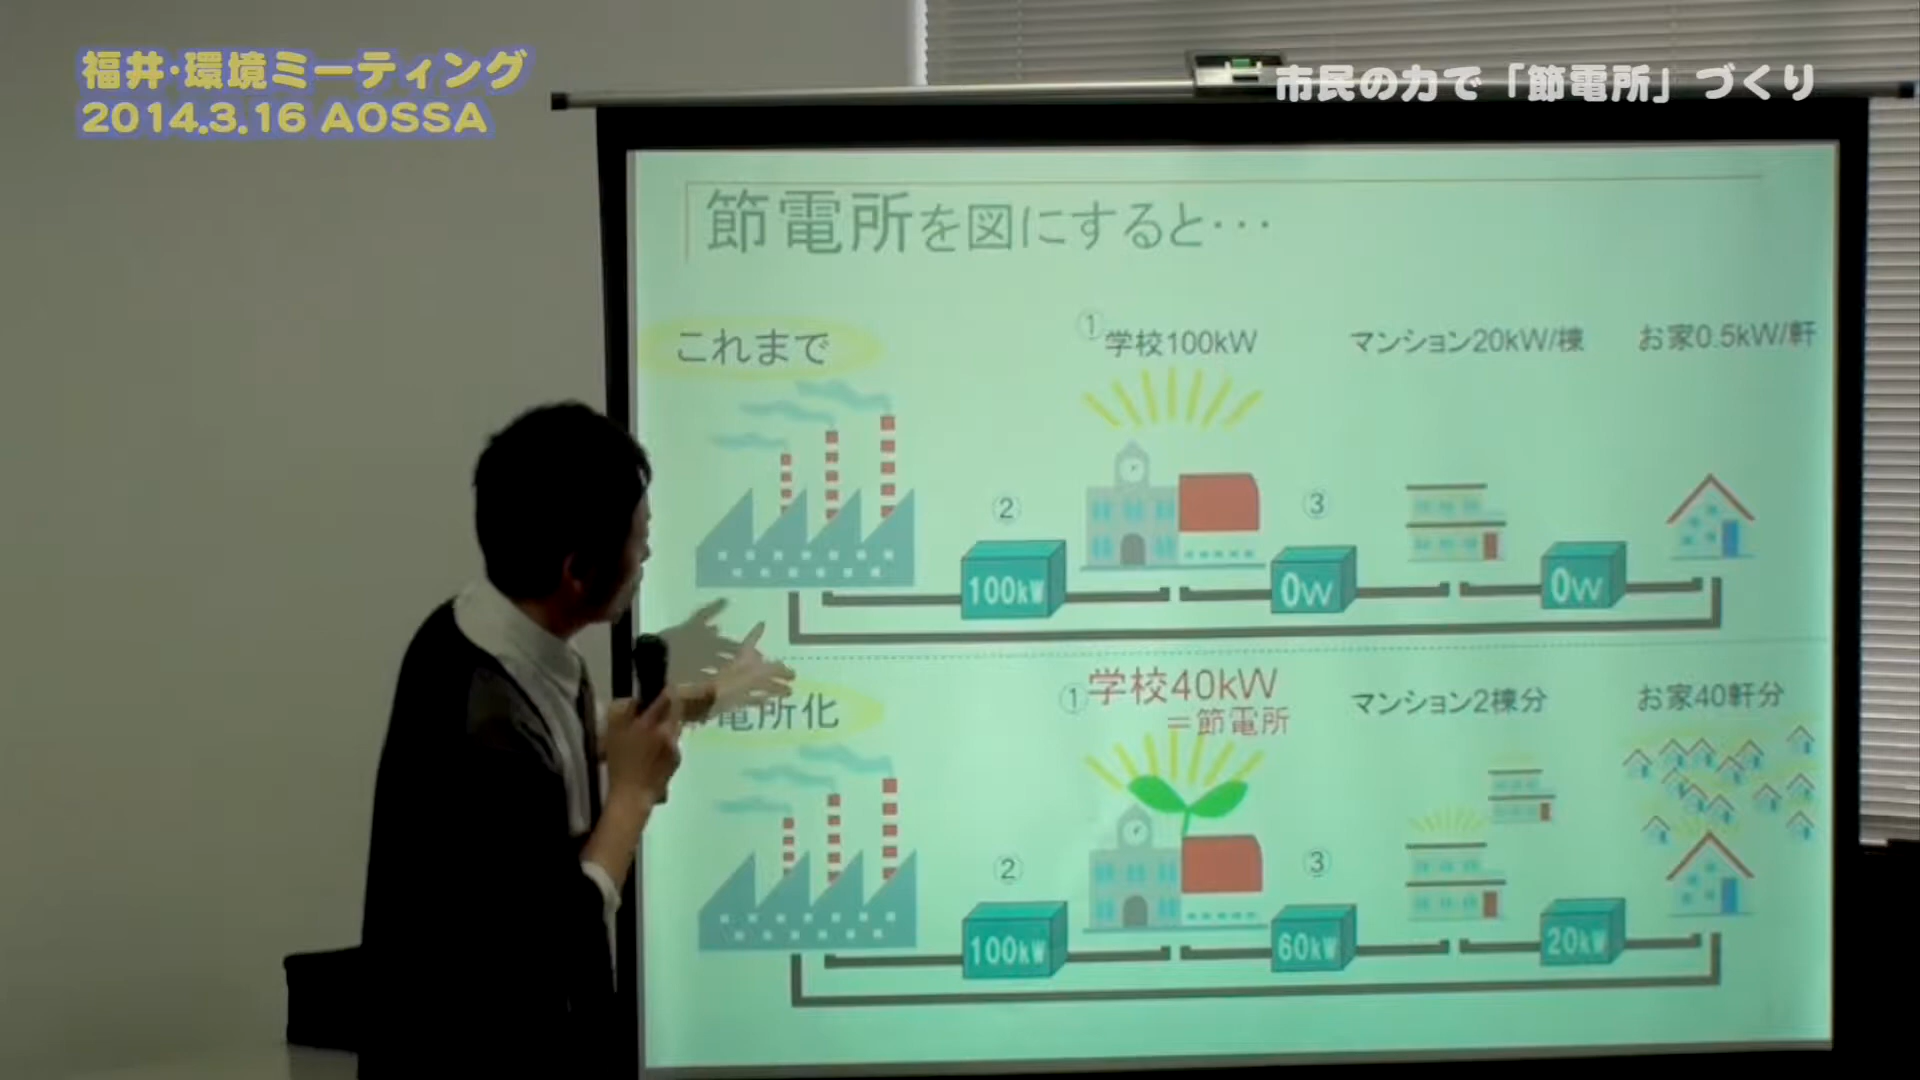 福井・環境ミーティング
2014.3.16 AOSSA
市民の力で「節電所」づくり
節電所を図にすると・・・
これまで
①学校100kW
マンション20kW/棟
お家0.5kW/軒
②
③
100kW
0W
0W
電所化
①学校40kW
＝節電所
マンション2棟分
お家40軒分
②
③
100kW
60kW
20kW